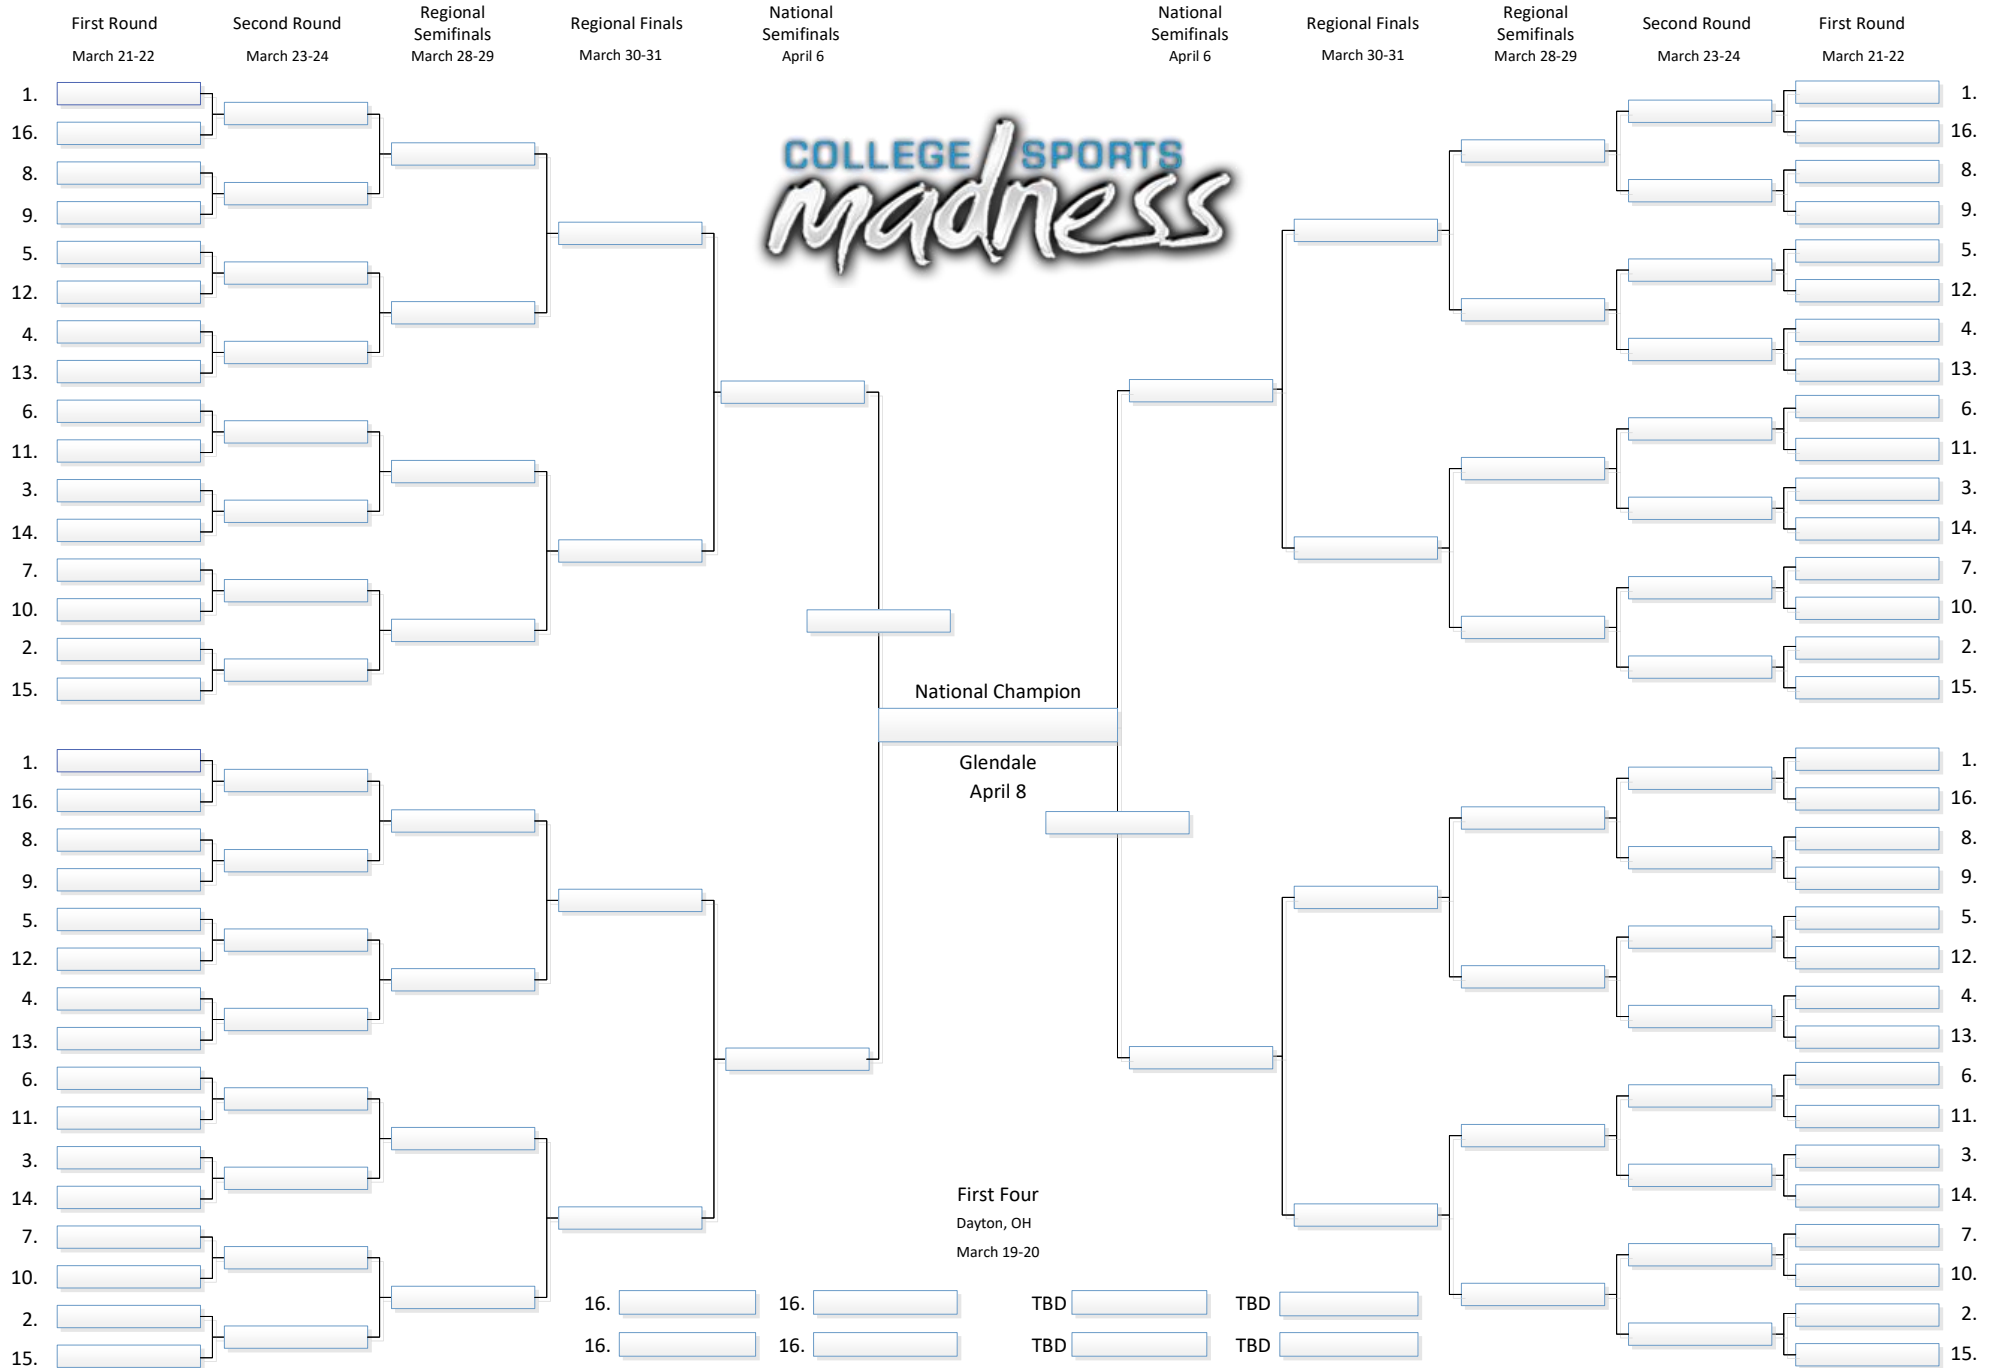 First Round
March 21-22
Second Round
March 23-24
Regional
Semifinals
March 28-29
Regional Finals
March 30-31
National
Semifinals
April 6
National
Semifinals
April 6
Regional Finals
March 30-31
Regional
Semifinals
March 28-29
Second Round
March 23-24
First Round
March 21-22
COLLEGE SPORTS
madness
1.
16.
8.
9.
5.
12.
4.
13.
6.
11.
3.
14.
7.
10.
2.
15.
1.
16.
8.
9.
5.
12.
4.
13.
6.
11.
3.
14.
7.
10.
2.
15.
National Champion
Glendale
April 8
First Four
Dayton, OH
March 19-20
16. 16. TBD TBD
16. 16. TBD TBD
1.
16.
8.
9.
5.
12.
4.
13.
6.
11.
3.
14.
7.
10.
2.
15.
1.
16.
8.
9.
5.
12.
4.
13.
6.
11.
3.
14.
7.
10.
2.
15.